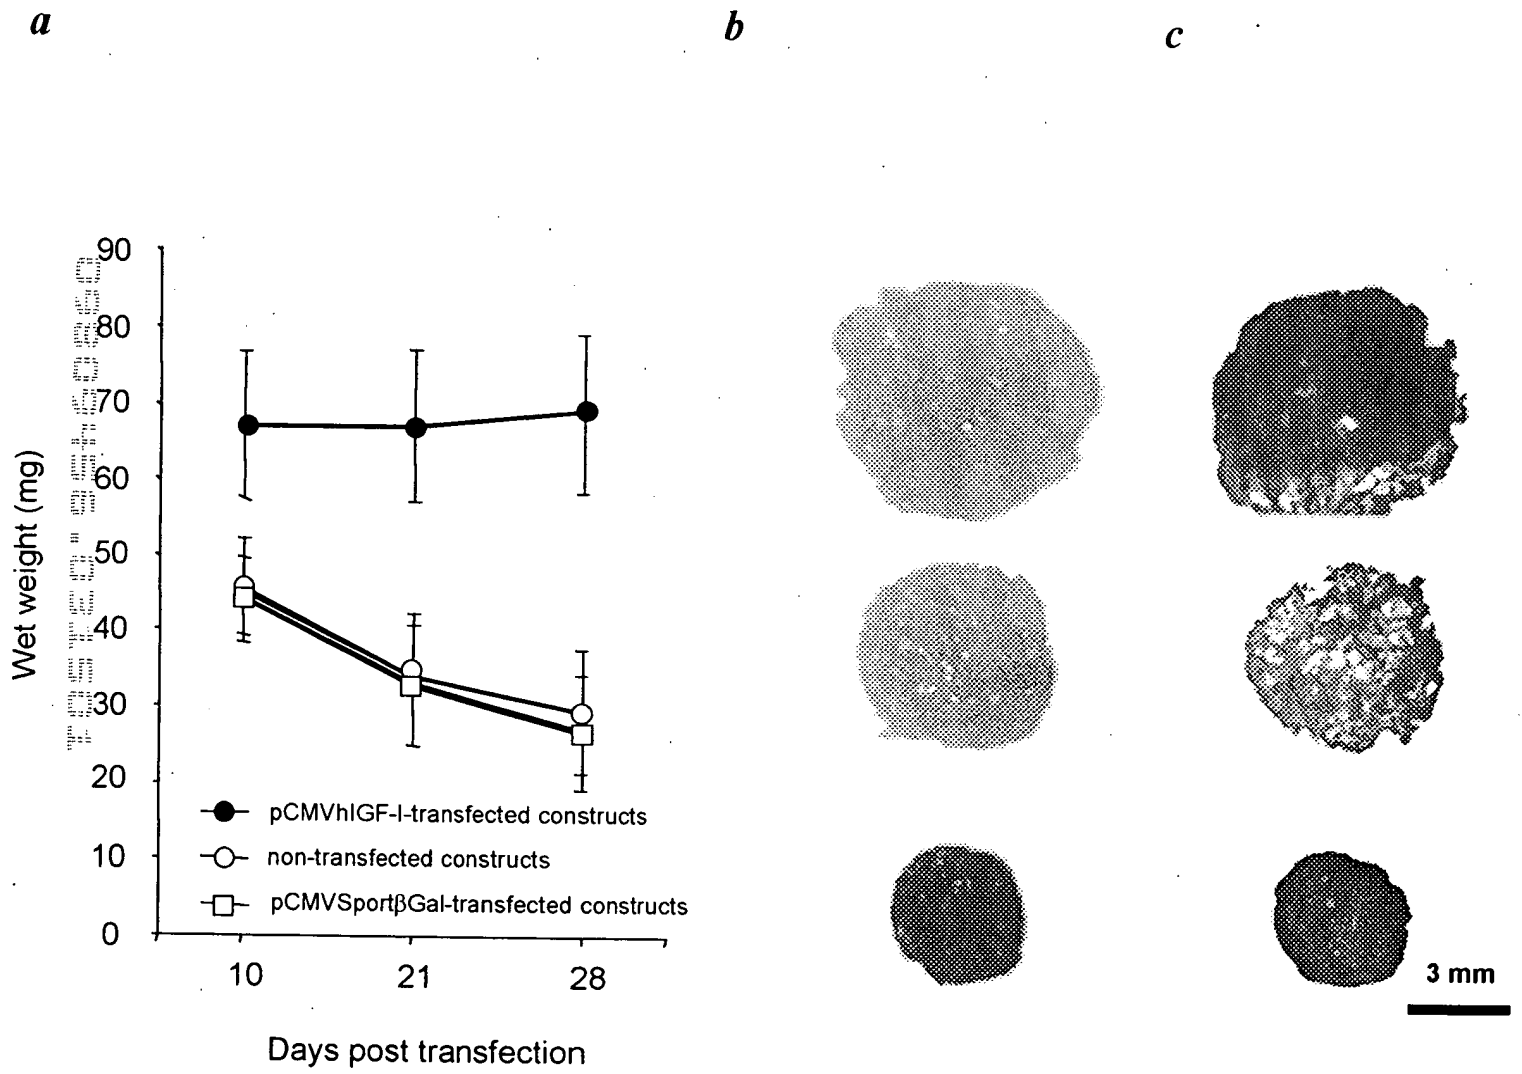 a
b
c
90
80
70
60
50
40
30
20
10
0
Wet weight (mg)
pCMVhIGF-I-transfected constructs
non-transfected constructs
pCMVSportβGal-transfected constructs
10 21 28
Days post transfection
3 mm